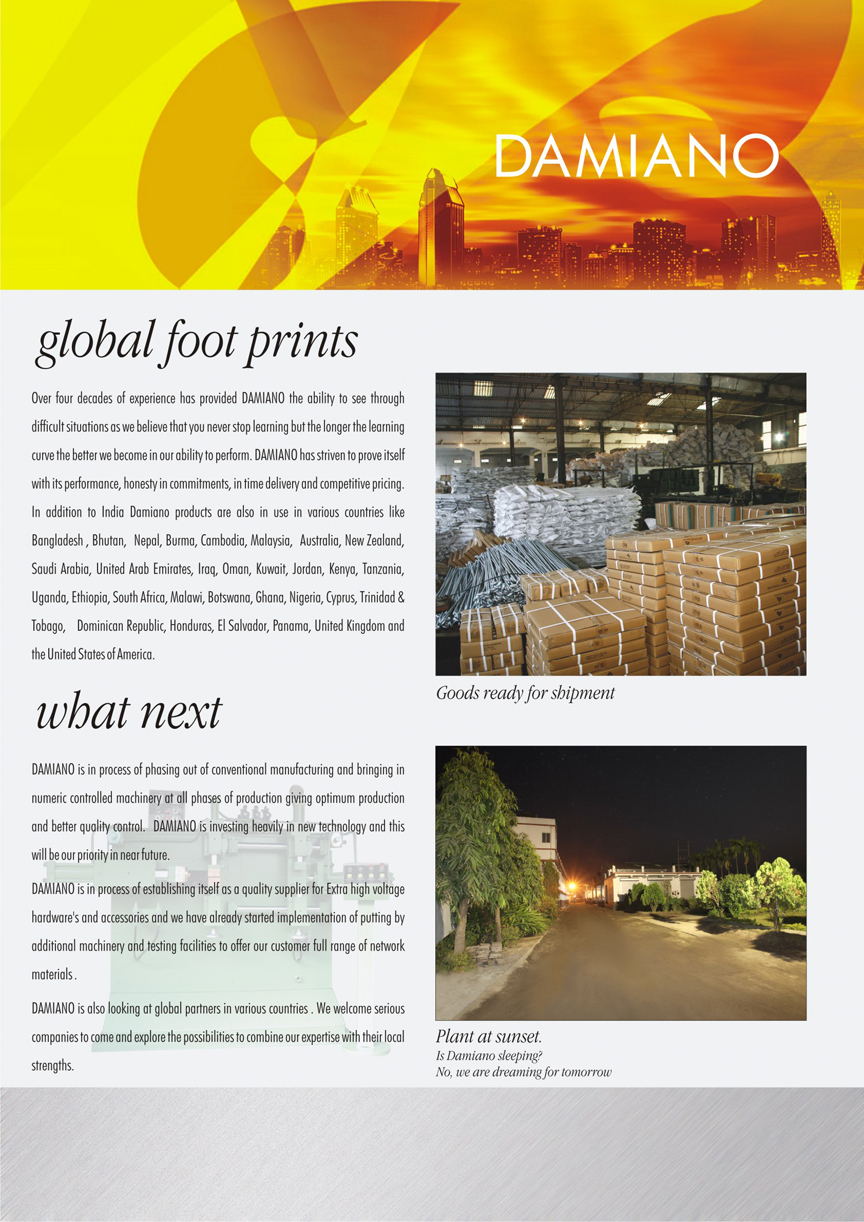 DAMIANO
global foot prints
Over four decades of experience has provided DAMIANO the ability to see through
difficult situations as we believe that you never stop learning but the longer the learning
curve the better we become in our ability to perform. DAMIANO has striven to prove itself
with its performance, honesty in commitments, in time delivery and competitive pricing.
In addition to India Damiano products are also in use in various countries like
Bangladesh , Bhutan, Nepal, Burma, Cambodia, Malaysia, Australia, New Zealand,
Saudi Arabia, United Arab Emirates, Iraq, Oman, Kuwait, Jordan, Kenya, Tanzania,
Uganda, Ethiopia, South Africa, Malawi, Botswana, Ghana, Nigeria, Cyprus, Trinidad &
Tobago, Dominican Republic, Honduras, El Salvador, Panama, United Kingdom and
the United States of America.
Goods ready for shipment
what next
DAMIANO is in process of phasing out of conventional manufacturing and bringing in
numeric controlled machinery at all phases of production giving optimum production
and better quality control. DAMIANO is investing heavily in new technology and this
will be our priority in near future.
DAMIANO is in process of establishing itself as a quality supplier for Extra high voltage
hardware's and accessories and we have already started implementation of putting by
additional machinery and testing facilities to offer our customer full range of network
materials .
DAMIANO is also looking at global partners in various countries . We welcome serious
companies to come and explore the possibilities to combine our expertise with their local
strengths.
Plant at sunset.
Is Damiano sleeping?
No, we are dreaming for tomorrow